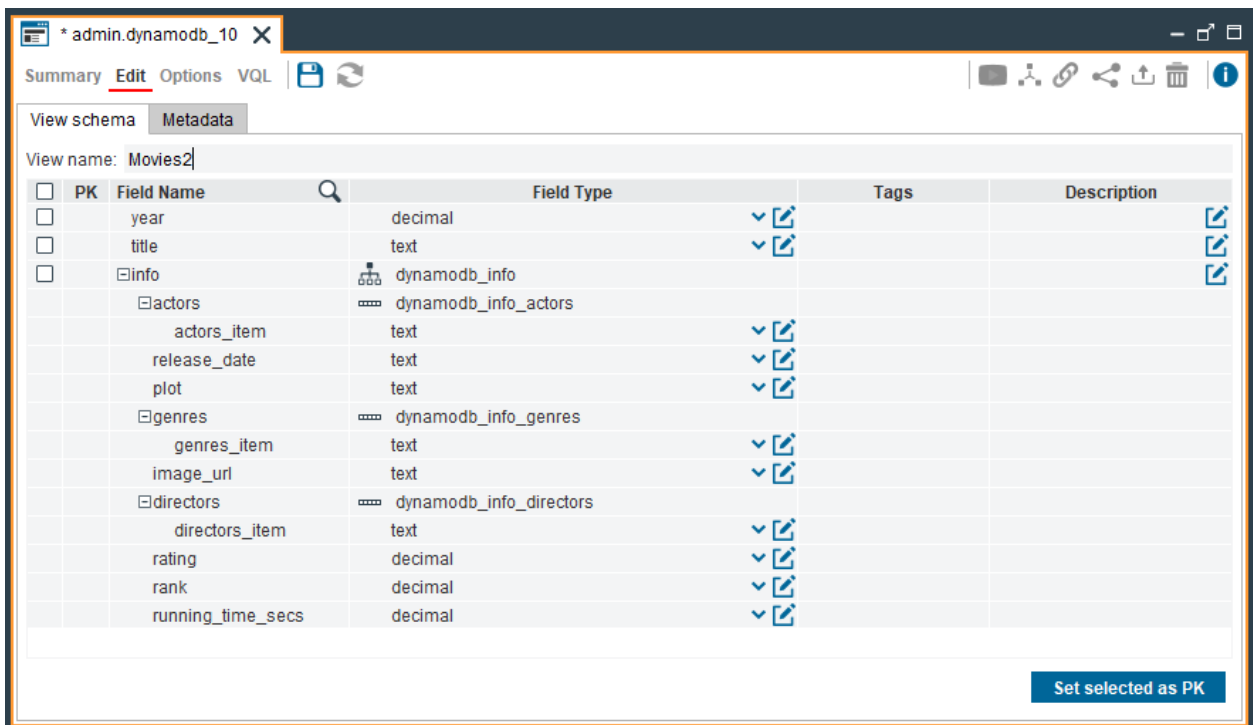 * admin.dynamodb_10
Summary Edit Options VQL
View schema Metadata
View name: Movies2
PK Field Name Field Type Tags Description
year decimal
title text
info dynamodb_info
actors dynamodb_info_actors
actors_item text
release_date text
plot text
genres dynamodb_info_genres
genres_item text
image_url text
directors dynamodb_info_directors
directors_item text
rating decimal
rank decimal
running_time_secs decimal
Set selected as PK